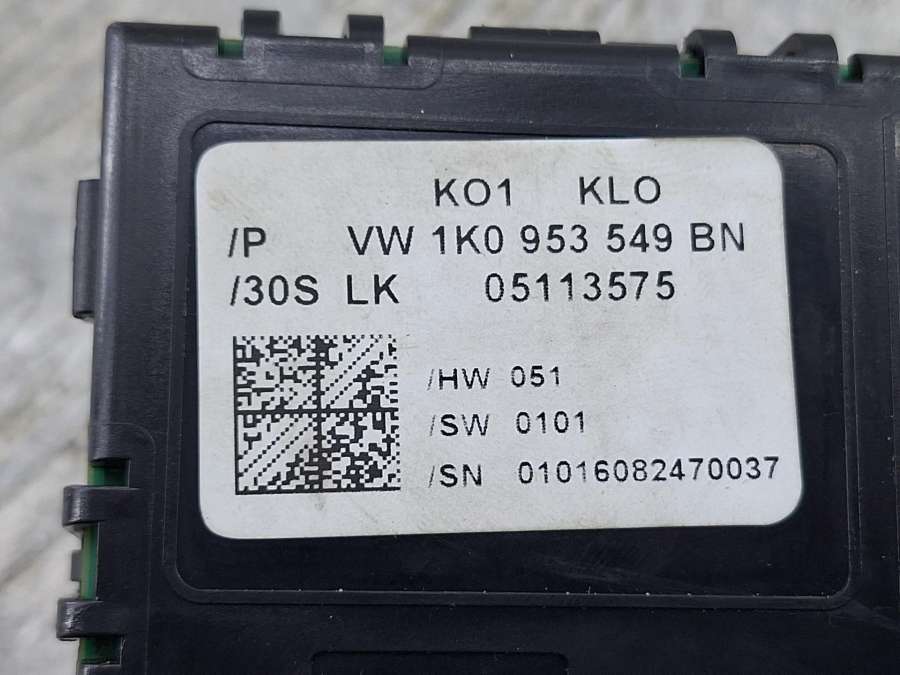 KO1 KLO
/P VW 1K0 953 549 BN
/30S LK 05113575
/HW 051
/SW 0101
/SN 01016082470037